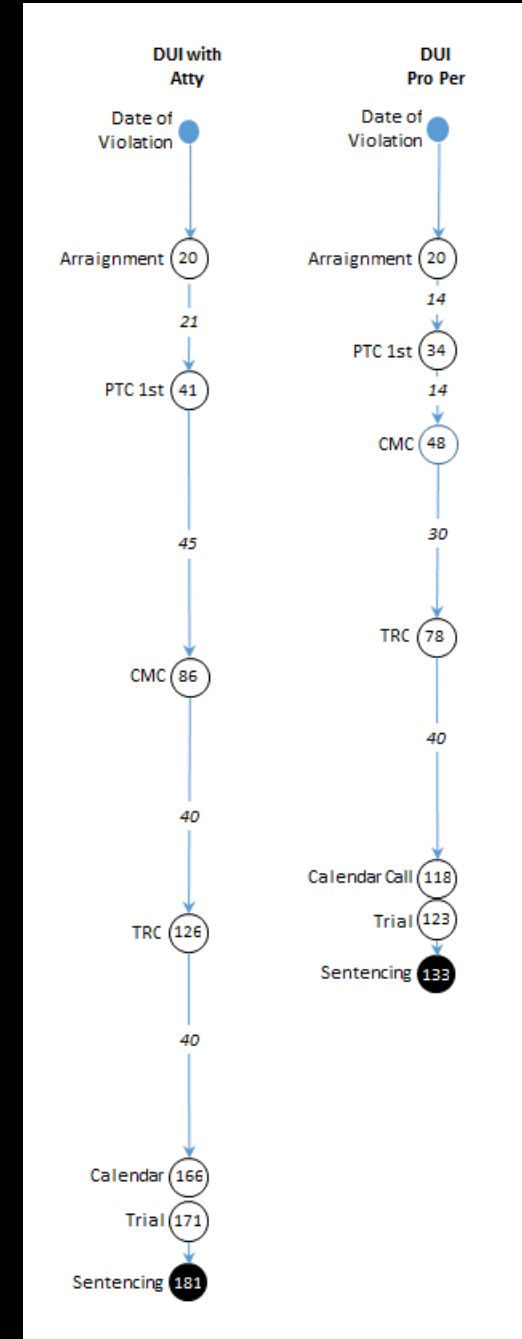 DUI with
Atty
Date of
Violation
Arraignment 20
21
PTC 1st 41
45
CMC 86
40
TRC 126
40
Calendar 166
Trial 171
Sentencing 181
DUI
Pro Per
Date of
Violation
Arraignment 20
14
PTC 1st 34
14
CMC 48
30
TRC 78
40
Calendar Call 118
Trial 123
Sentencing 133